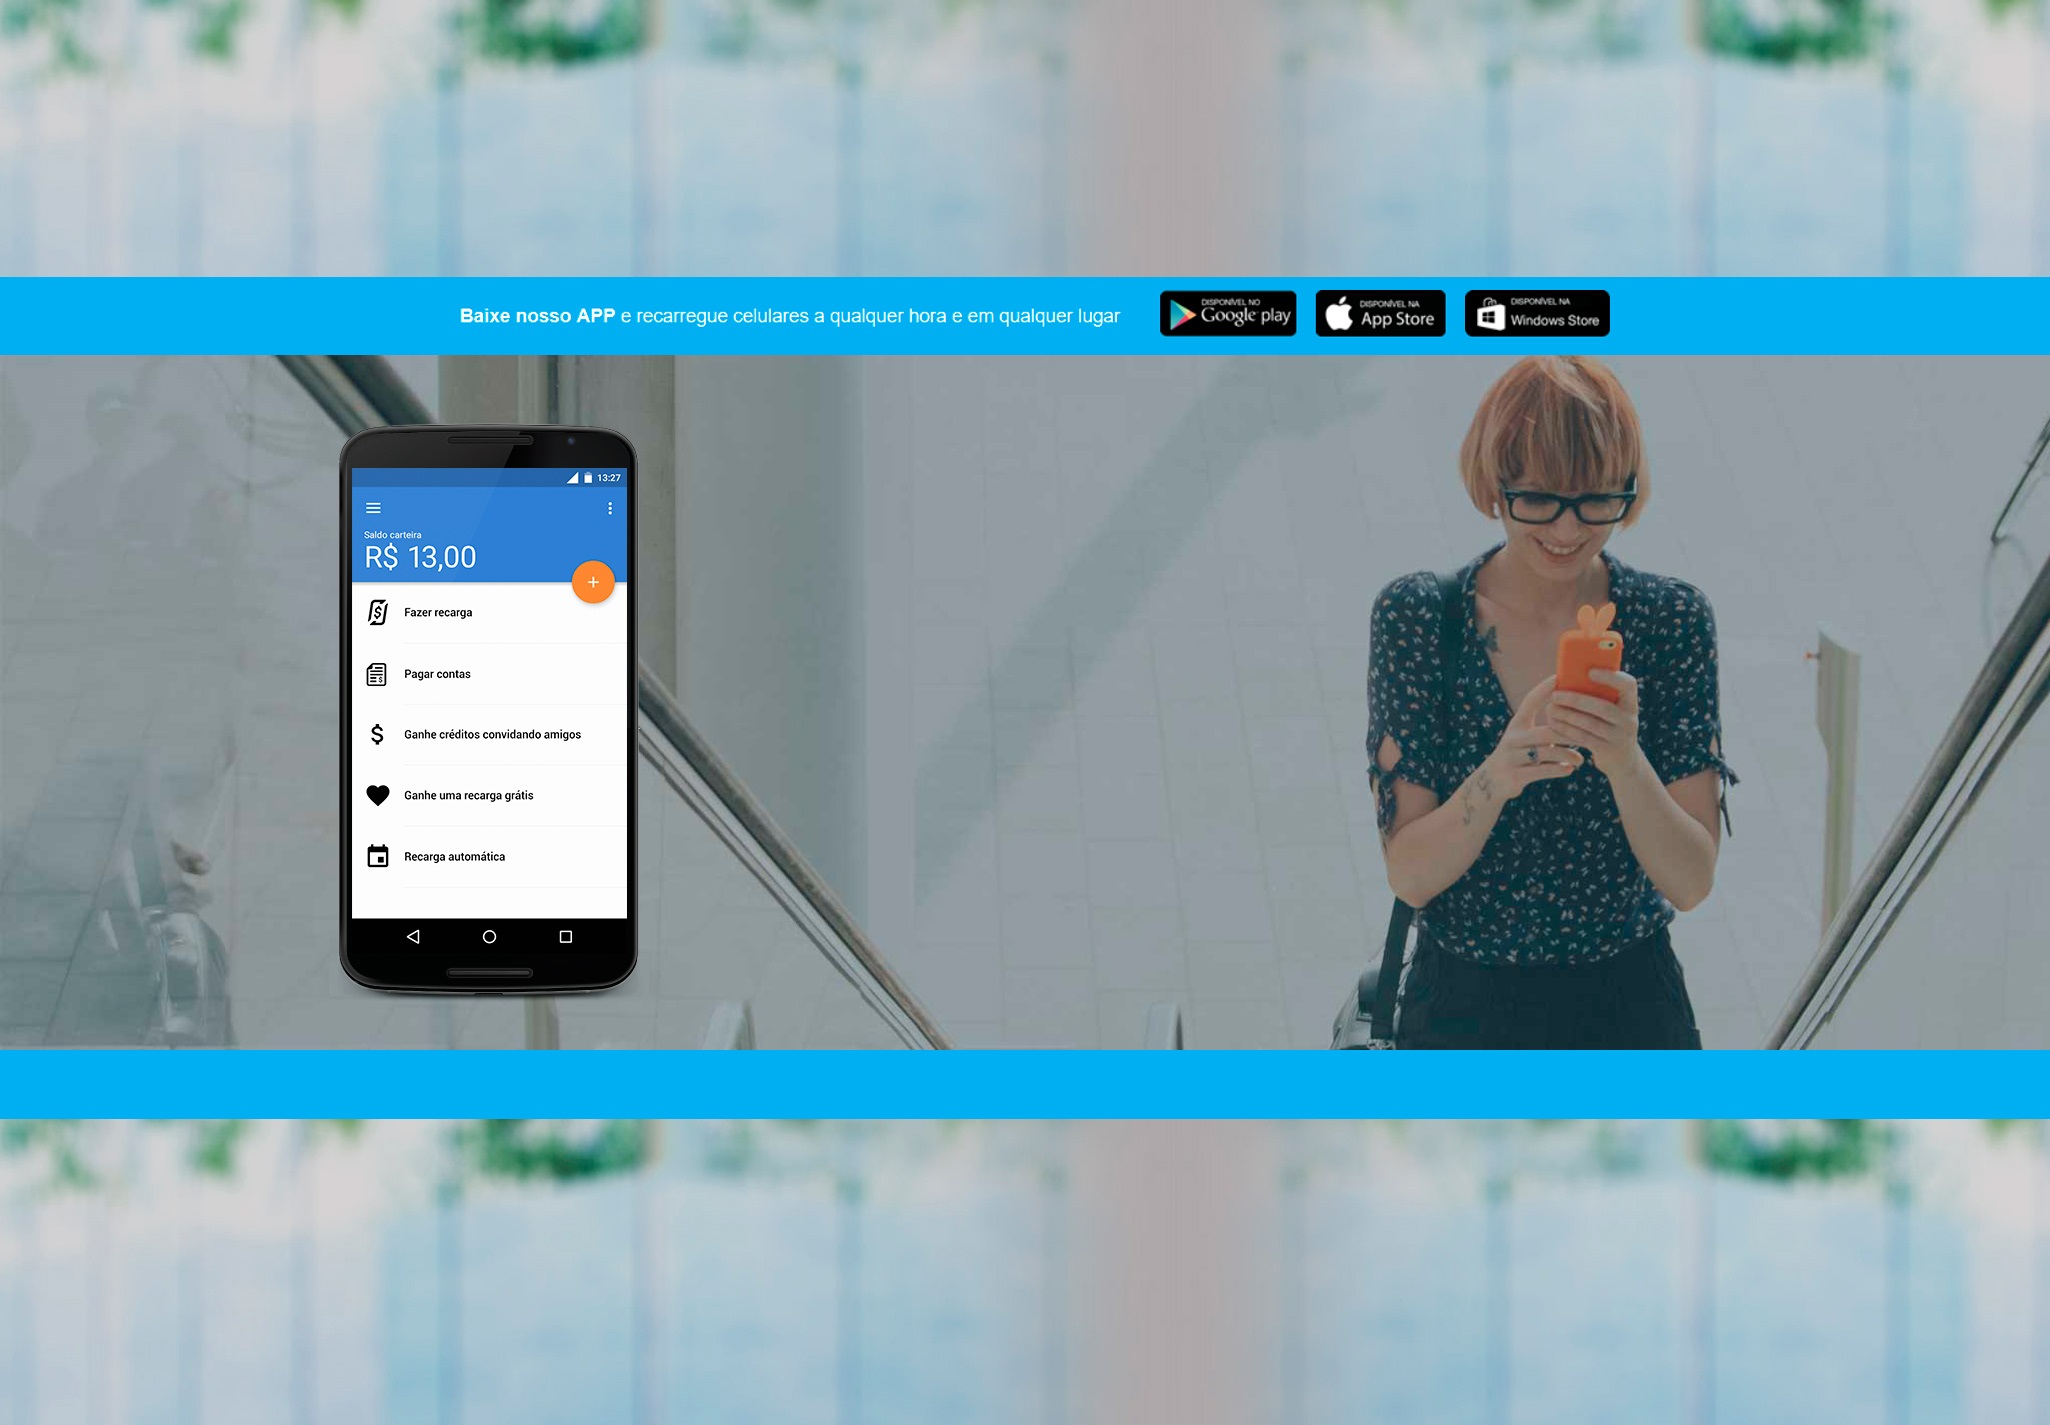 Baixe nosso APP e recarregue celulares a qualquer hora e em qualquer lugar
DISPONÍVEL NO
Google play
DISPONÍVEL NA
App Store
DISPONÍVEL NA
Windows Store
13:27
Saldo carteira
R$ 13,00
+
Fazer recarga
Pagar contas
$ Ganhe créditos convidando amigos
Ganhe uma recarga grátis
Recarga automática